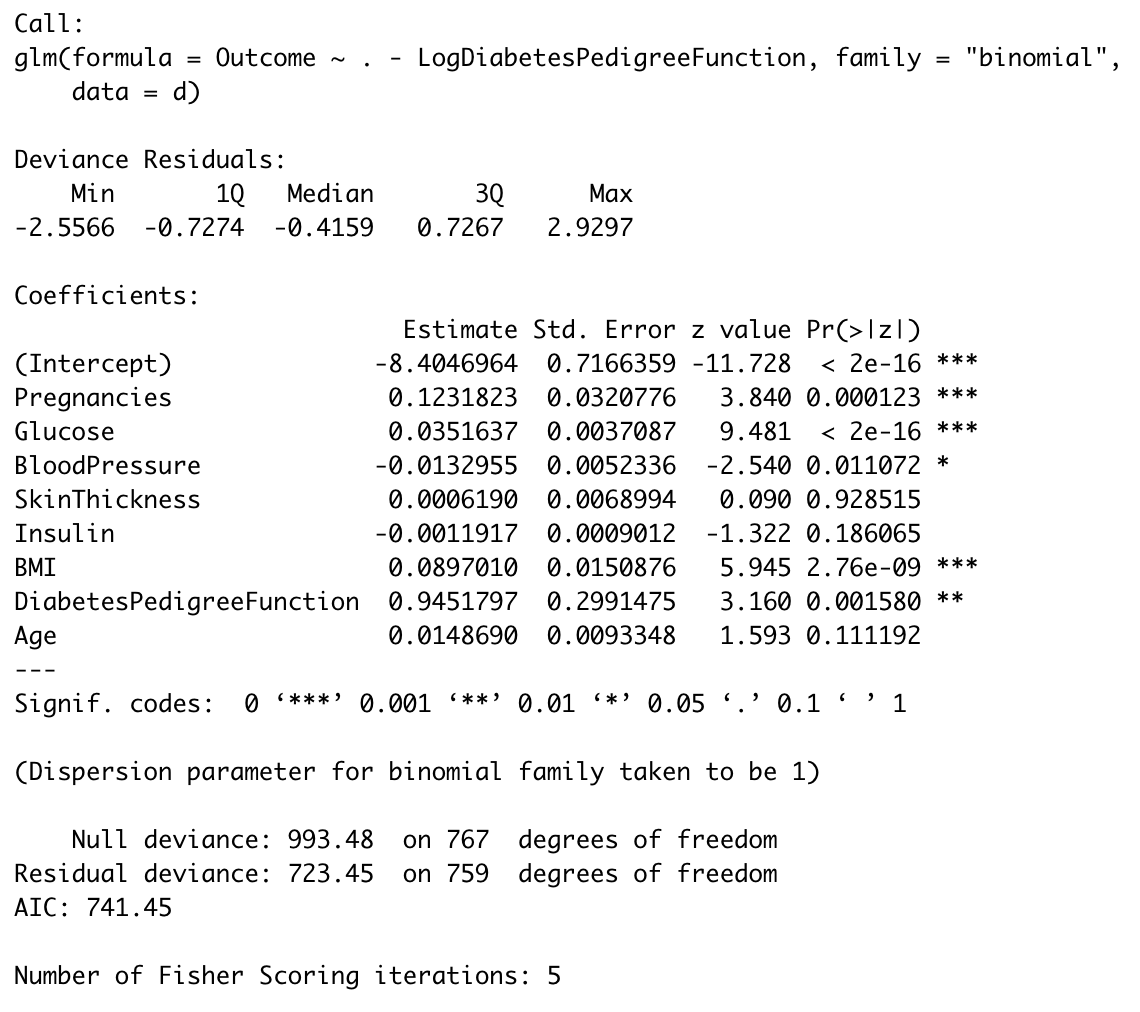 Call:
glm(formula = Outcome ~ . - LogDiabetesPedigreeFunction, family = "binomial",
    data = d)

Deviance Residuals:
    Min       1Q   Median       3Q      Max
-2.5566  -0.7274  -0.4159   0.7267   2.9297

Coefficients:
                           Estimate Std. Error z value Pr(>|z|)
(Intercept)              -8.4046964  0.7166359 -11.728  < 2e-16 ***
Pregnancies               0.1231823  0.0320776   3.840 0.000123 ***
Glucose                   0.0351637  0.0037087   9.481  < 2e-16 ***
BloodPressure            -0.0132955  0.0052336  -2.540 0.011072 *
SkinThickness             0.0006190  0.0068994   0.090 0.928515
Insulin                  -0.0011917  0.0009012  -1.322 0.186065
BMI                       0.0897010  0.0150876   5.945 2.76e-09 ***
DiabetesPedigreeFunction  0.9451797  0.2991475   3.160 0.001580 **
Age                       0.0148690  0.0093348   1.593 0.111192
---
Signif. codes:  0 ‘***’ 0.001 ‘**’ 0.01 ‘*’ 0.05 ‘.’ 0.1 ‘ ’ 1

(Dispersion parameter for binomial family taken to be 1)

    Null deviance: 993.48  on 767  degrees of freedom
Residual deviance: 723.45  on 759  degrees of freedom
AIC: 741.45

Number of Fisher Scoring iterations: 5